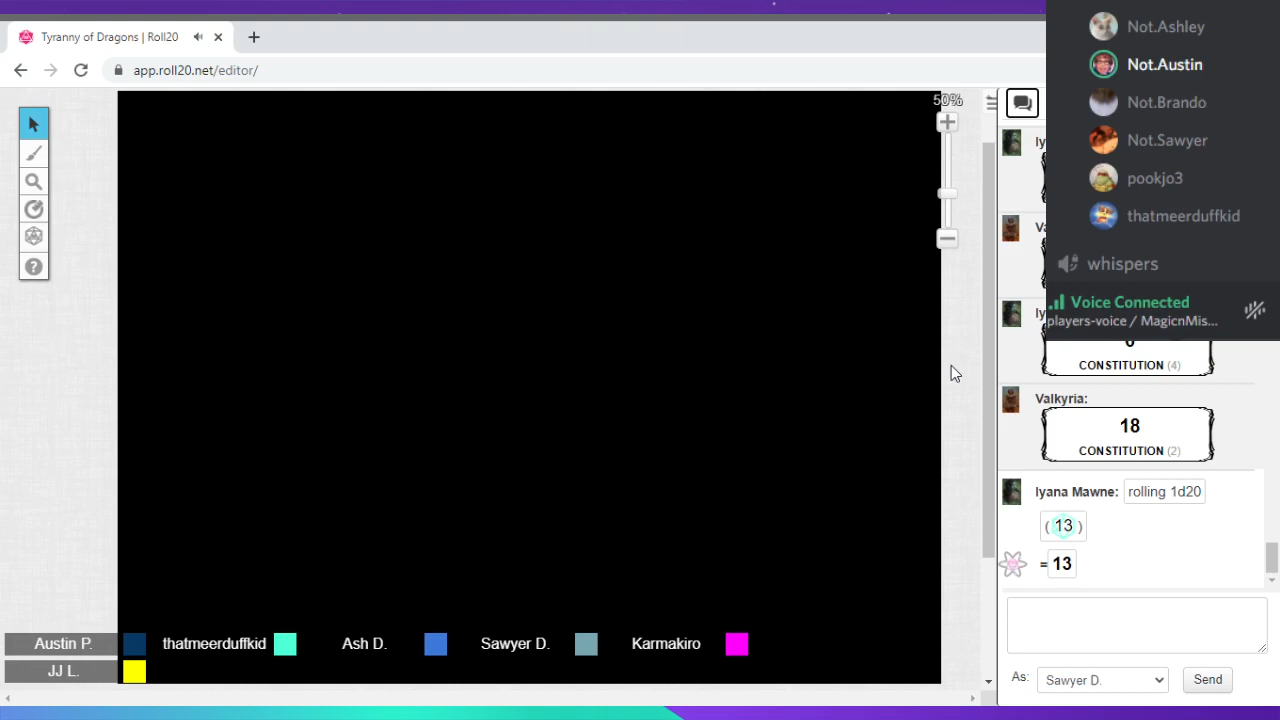 Tyranny of Dragons | Roll20
app.roll20.net/editor/
50%
Not.Ashley
Not.Austin
Not.Brando
Not.Sawyer
pookjo3
thatmeerduffkid
whispers
Voice Connected
players-voice / MagicnMis...
CONSTITUTION (4)
Valkyria:
18
CONSTITUTION (2)
Iyana Mawne: rolling 1d20
(13)
=13
Austin P.
thatmeerduffkid
Ash D.
Sawyer D.
Karmakiro
JJ L.
As:
Sawyer D.
Send